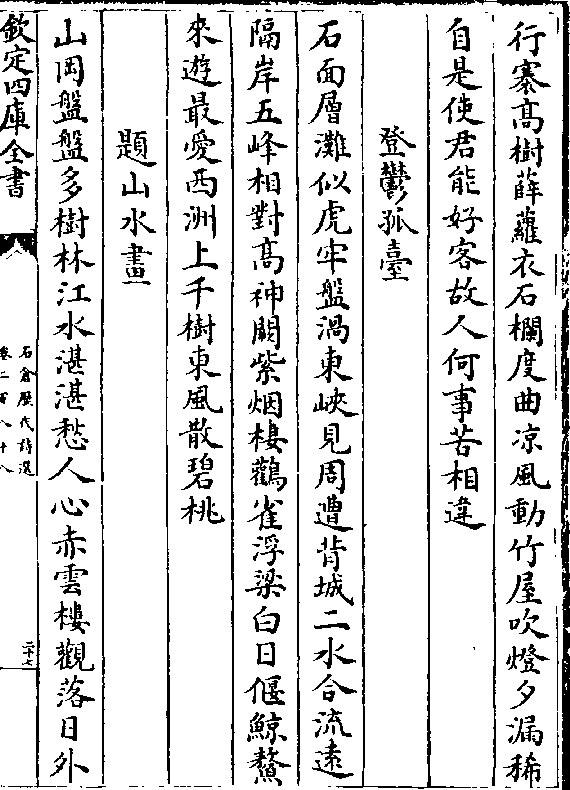 行寨髙樹薜蘿衣石欄度曲凉風動竹屋吹燈夕漏稀
自是使君能好客故人何事苦相違
登鬱孤臺
石面層灘似虎牢盤渦東峽見周遭背城二水合流逺
隔岸五峰相對髙神闕紫烟棲鸛雀浮梁白日偃鯨鰲
來遊最愛西洲上千樹東風散碧桃
題山水畫
山岡盤盤多樹林江水湛湛愁人心赤雲樓觀落日外
欽定四庫全書
石倉歷代詩選
卷二百八十八
二十七